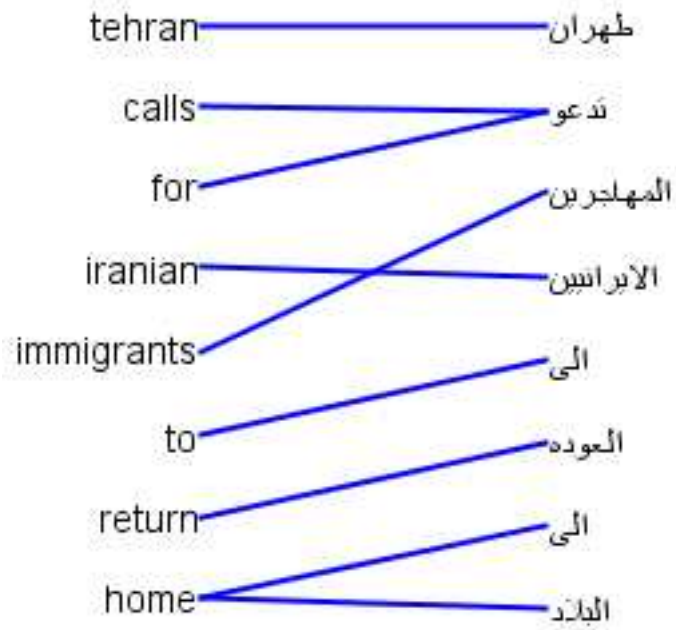 tehran طهران
calls تدعو
for المهاجرين
iranian الايرانيين
immigrants الى
to العوده
return الى
home البلاد